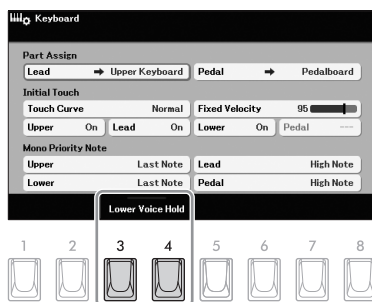 Keyboard
Part Assign
Lead ➡ Upper Keyboard Pedal ➡ Pedalboard
Initial Touch
Touch Curve Normal Fixed Velocity 95
Upper On Lead On Lower On Pedal ---
Mono Priority Note
Upper Last Note Lead High Note
Lower Last Note Pedal High Note
Lower Voice Hold
1 2 3 4 5 6 7 8